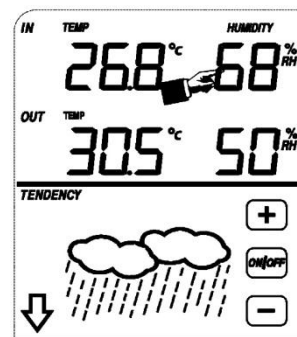 IN TEMP HUMIDITY
26.8 °C 68 % RH
OUT TEMP
30.5 °C 50 % RH
TENDENCY
+
ON/OFF
−